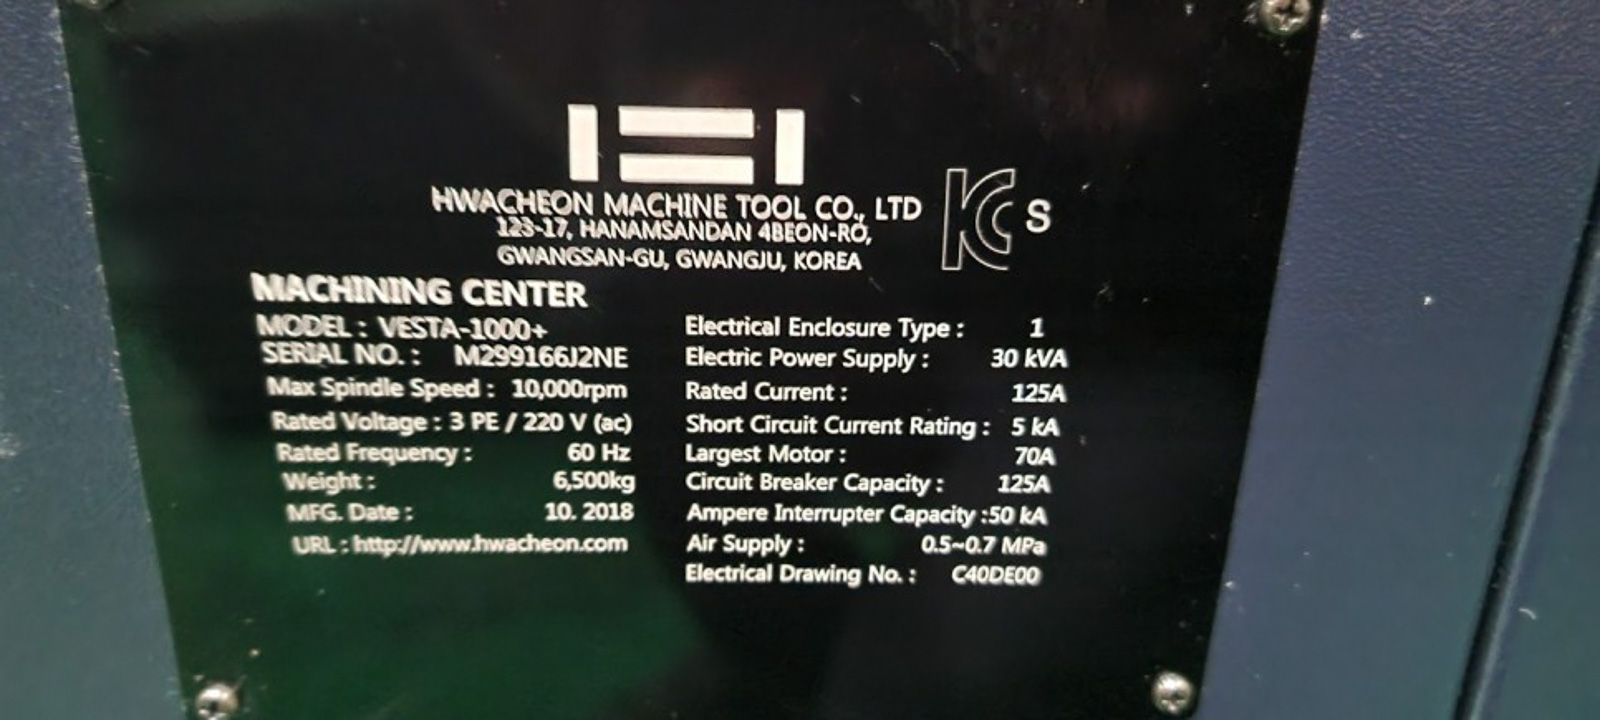 HWACHEON MACHINE TOOL CO., LTD
123-17, HANAMSANDAN 4BEON-RO,
GWANGSAN-GU, GWANGJU, KOREA
KC S
MACHINING CENTER
MODEL : VESTA-1000+
SERIAL NO. : M299166J2NE
Max Spindle Speed : 10,000rpm
Rated Voltage : 3 PE / 220 V (ac)
Rated Frequency : 60 Hz
Weight : 6,500kg
MFG. Date : 10. 2018
URL : http://www.hwacheon.com
Electrical Enclosure Type : 1
Electric Power Supply : 30 kVA
Rated Current : 125A
Short Circuit Current Rating : 5 kA
Largest Motor : 70A
Circuit Breaker Capacity : 125A
Ampere Interrupter Capacity :50 kA
Air Supply : 0.5~0.7 MPa
Electrical Drawing No. : C40DE00